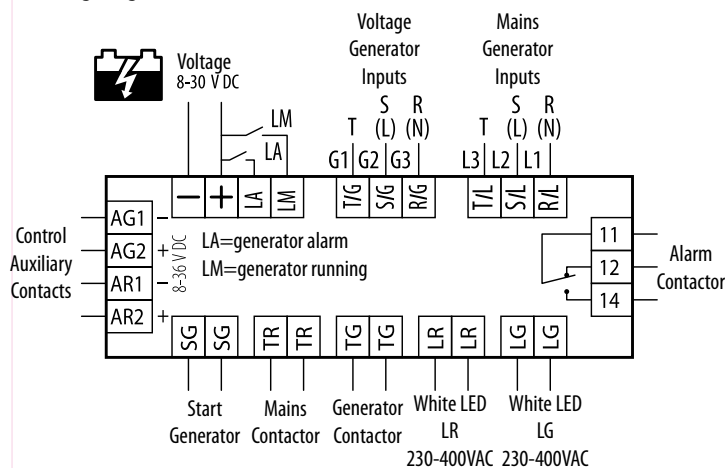 Voltage
8-30 V DC
LM
LA
Voltage
Generator
Inputs
T S (L) R (N)
G1 G2 G3
Mains
Generator
Inputs
T S (L) R (N)
L3 L2 L1
− + LA LM T/G S/G R/G T/L S/L R/L
Control
Auxiliary
Contacts
AG1 −
AG2 +
AR1 −
AR2 +
8-36 V DC
LA=generator alarm
LM=generator running
11
12
14
Alarm
Contactor
SG SG TR TR TG TG LR LR LG LG
Start
Generator
Mains
Contactor
Generator
Contactor
White LED
LR
230-400VAC
White LED
LG
230-400VAC